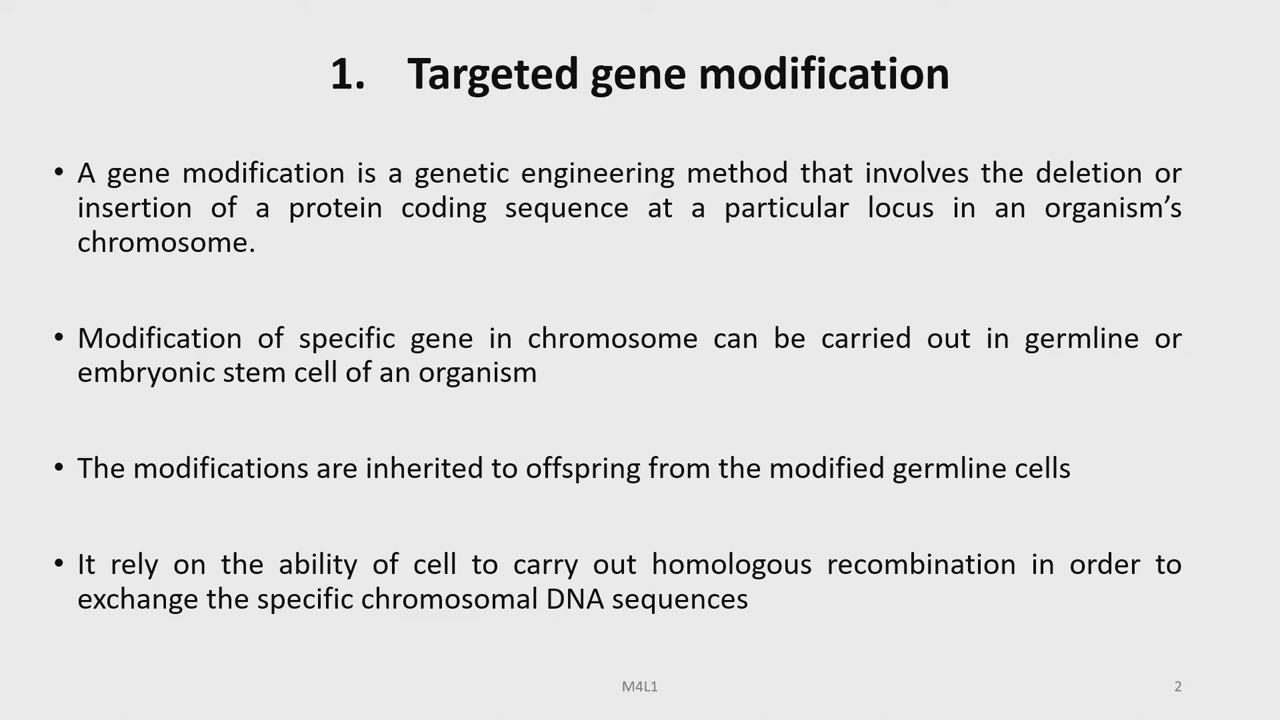 1. Targeted gene modification
• A gene modification is a genetic engineering method that involves the deletion or
insertion of a protein coding sequence at a particular locus in an organism’s
chromosome.
• Modification of specific gene in chromosome can be carried out in germline or
embryonic stem cell of an organism
• The modifications are inherited to offspring from the modified germline cells
• It rely on the ability of cell to carry out homologous recombination in order to
exchange the specific chromosomal DNA sequences
M4L1
2